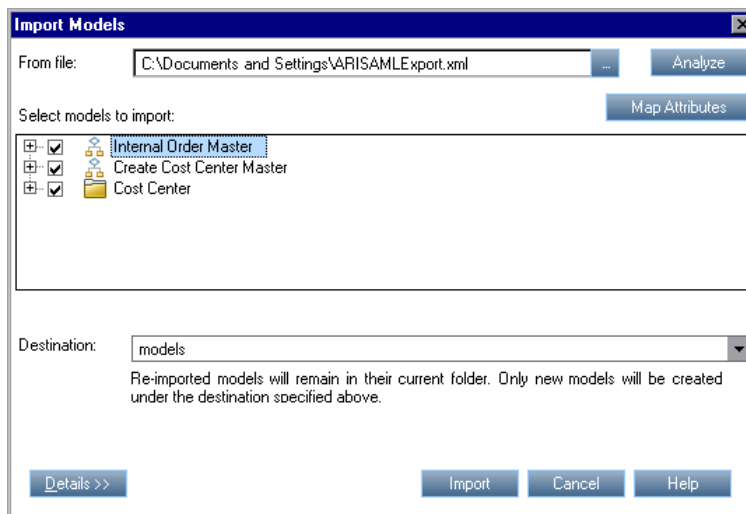 Import Models
From file: C:\Documents and Settings\ARISAMLExport.xml ... Analyze
Map Attributes
Select models to import:
Internal Order Master
Create Cost Center Master
Cost Center
Destination: models
Re-imported models will remain in their current folder. Only new models will be created
under the destination specified above.
Details >> Import Cancel Help